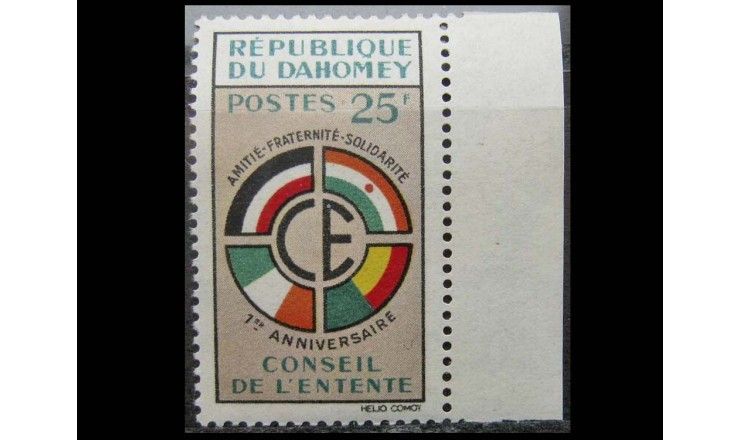 RÉPUBLIQUE
DU DAHOMEY
POSTES 25F
AMITIÉ-FRATERNITÉ-SOLIDARITÉ
CE
1ER ANNIVERSAIRE
CONSEIL
DE L'ENTENTE
HELIO COMOY